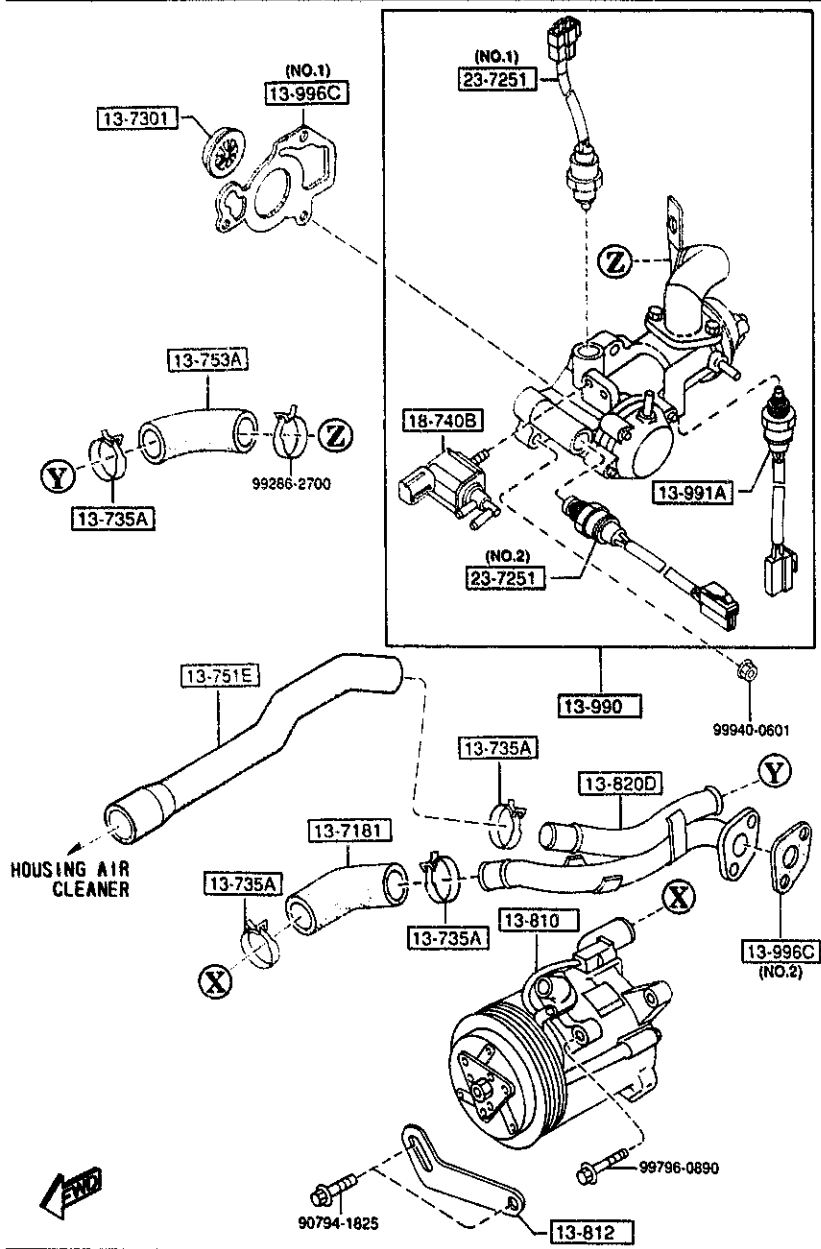 (NO.1)
23-7251
(NO.1)
13-996C
13-7301
Z
13-753A
18-740B
Z
Y
99286-2700
13-991A
13-735A
(NO.2)
23-7251
13-751E
13-990
99940-0601
13-735A
Y
13-820D
13-7181
HOUSING AIR
CLEANER
13-735A
X
13-810
13-735A
13-996C
(NO.2)
X
99796-0890
FWD
90794-1825
13-812